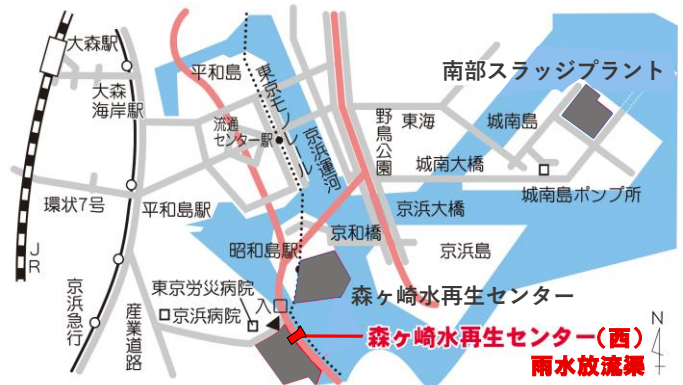 大森駅
大森
海岸駅
平和島
東京モノレール
流通
センター駅
京浜運河
野鳥公園
東海
南部スラッジプラント
城南島
城南大橋
城南島ポンプ所
環状7号
平和島駅
京浜大橋
京和橋
昭和島駅
京浜島
JR
京浜急行
産業道路
東京労災病院
京浜病院
入口
森ヶ崎水再生センター
森ヶ崎水再生センター(西)
雨水放流渠
N